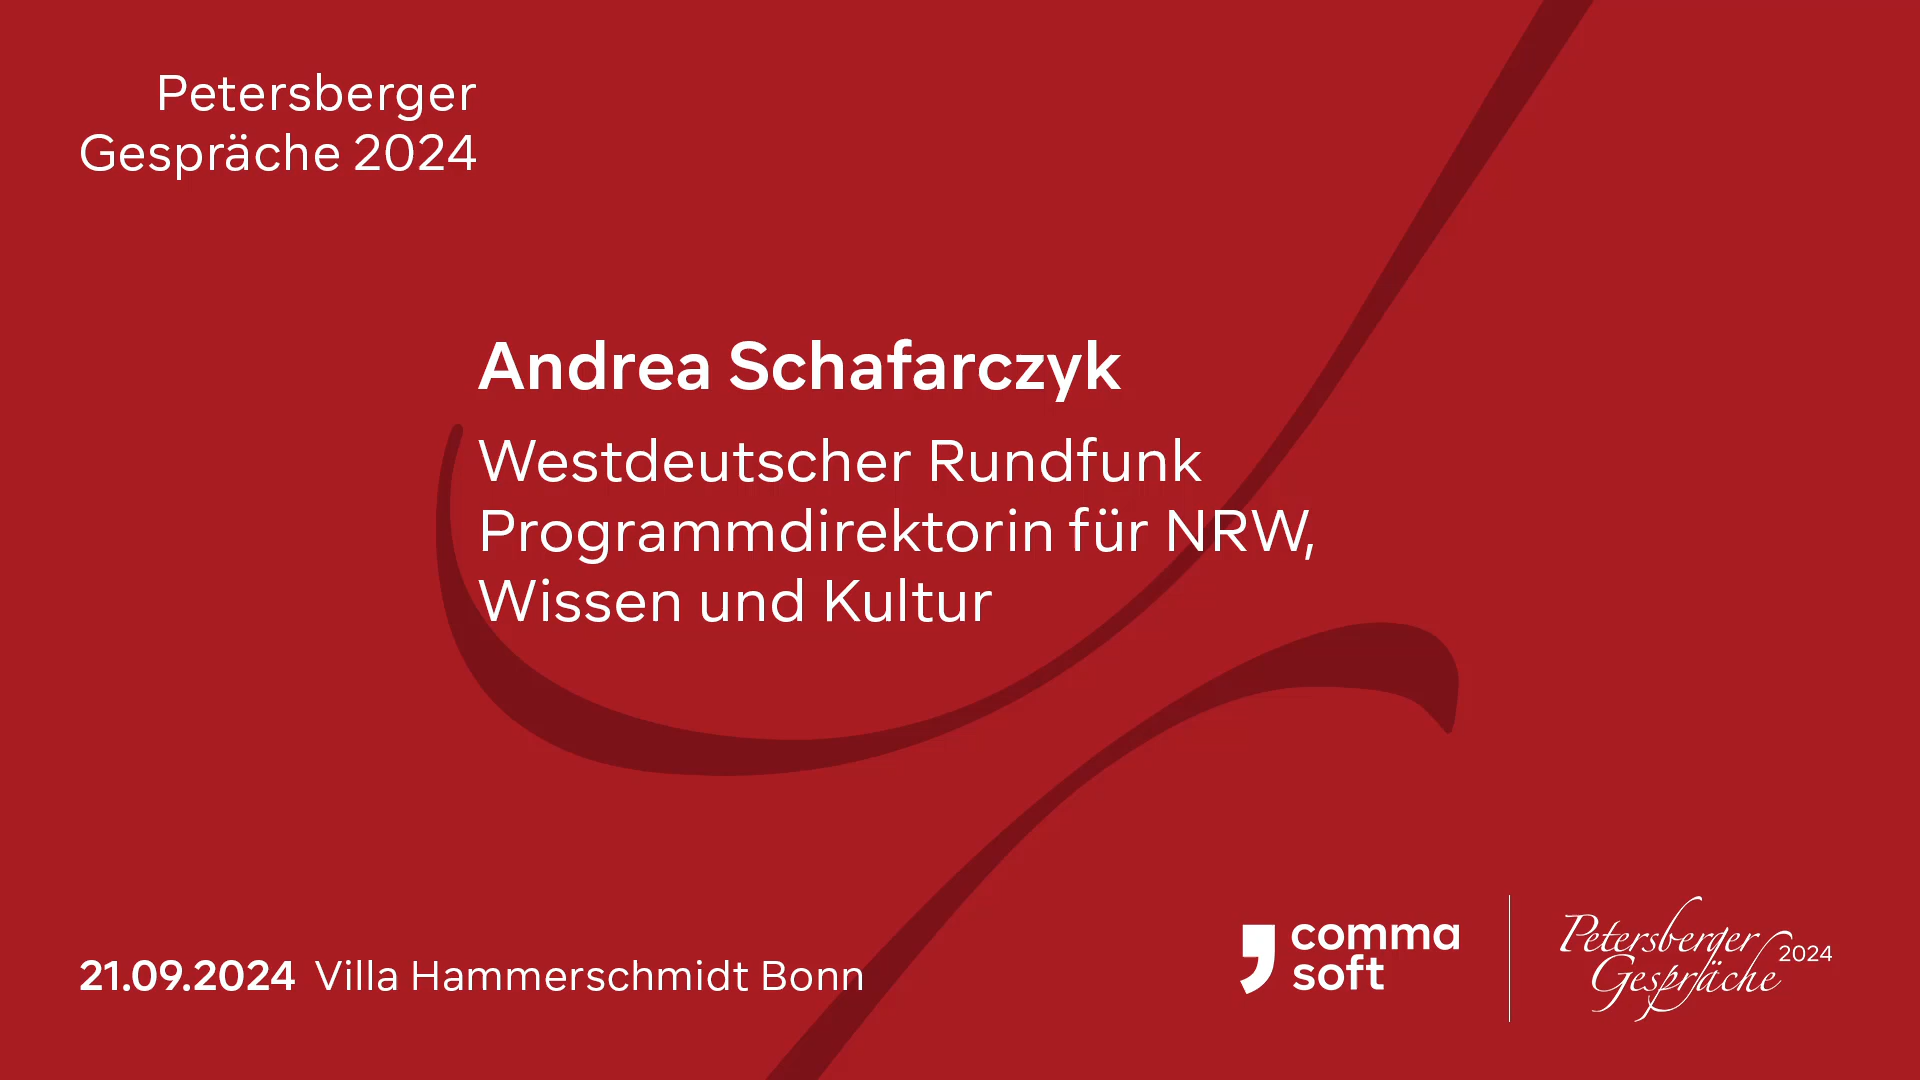 Petersberger
Gespräche 2024
Andrea Schafarczyk
Westdeutscher Rundfunk
Programmdirektorin für NRW,
Wissen und Kultur
21.09.2024 Villa Hammerschmidt Bonn
comma
soft
Petersberger
Gespräche 2024